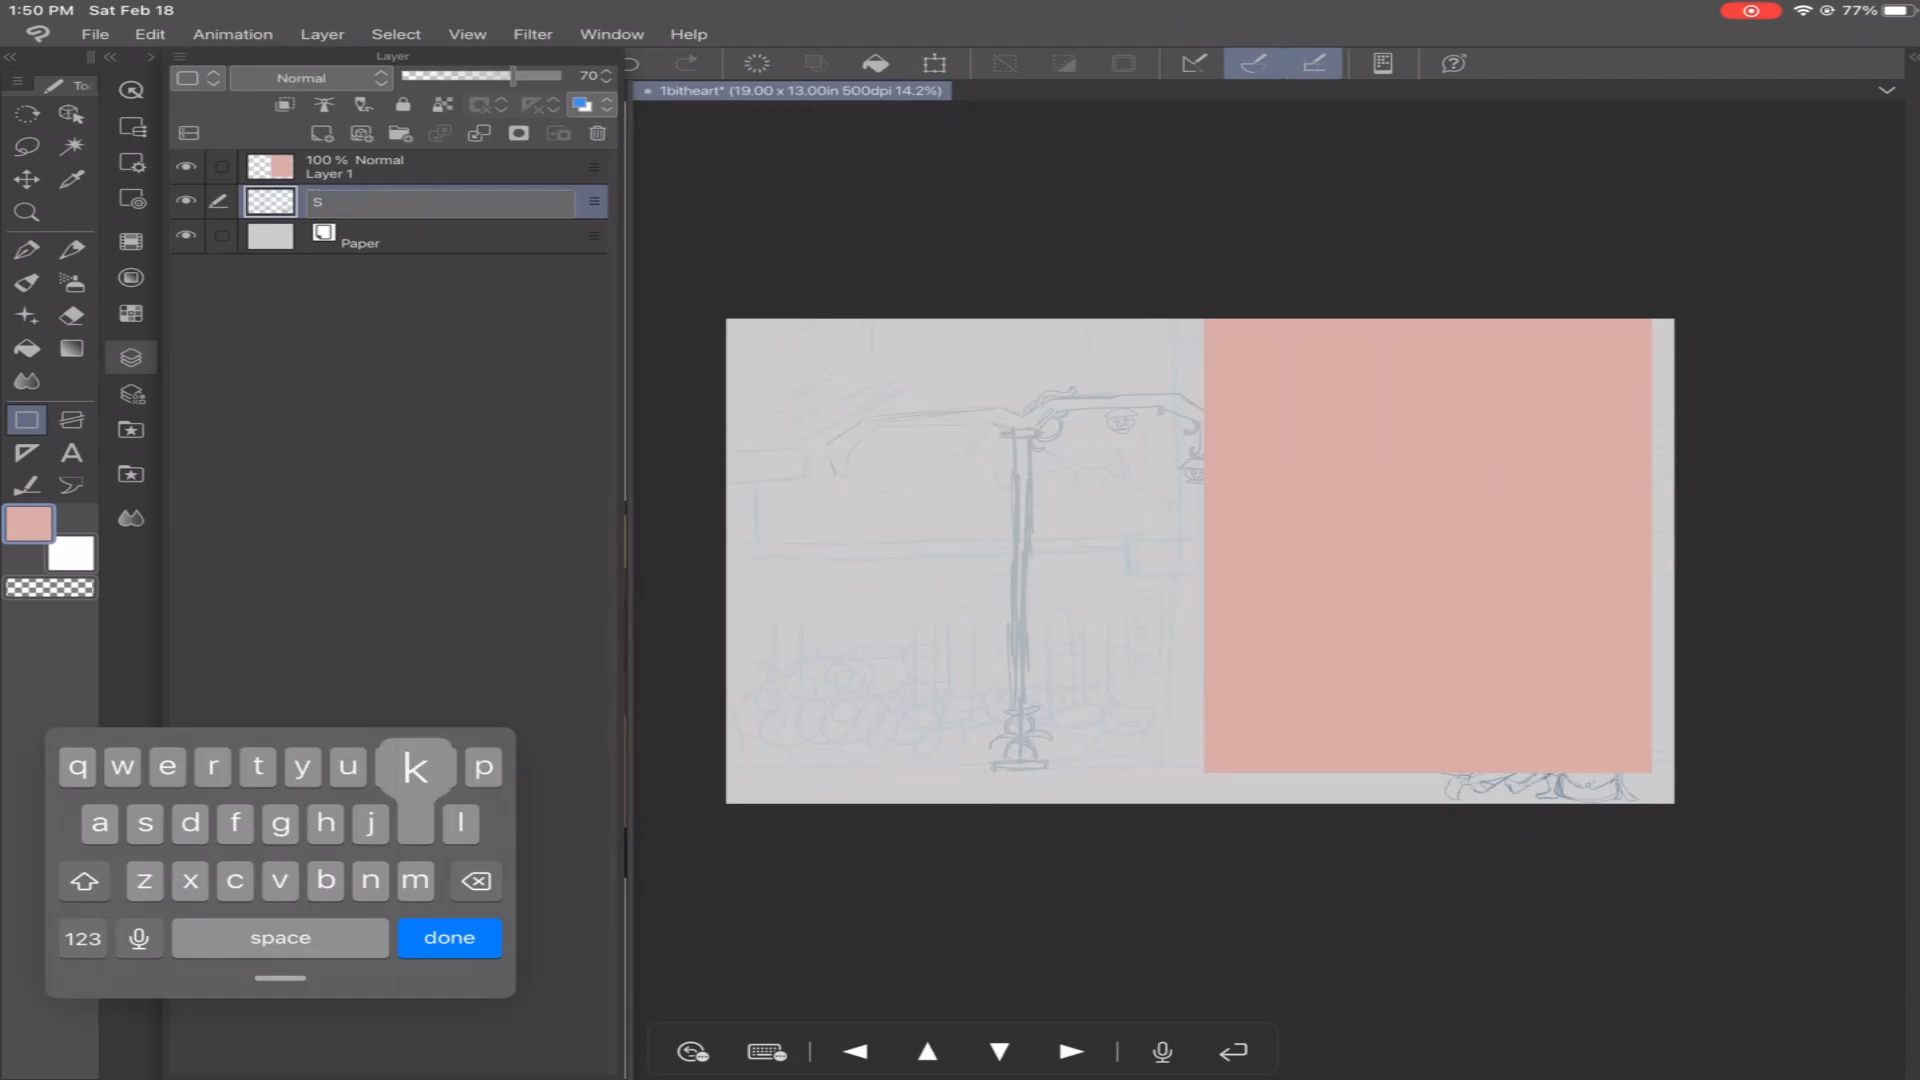 1:50 PM Sat Feb 18
77%
File Edit Animation Layer Select View Filter Window Help
Layer
To
Normal
70
1bitheart* (19.00 x 13.00in 500dpi 14.2%)
100 % Normal
Layer 1
S
Paper
A
q w e r t y u k p
a s d f g h j l
z x c v b n m
123 space done